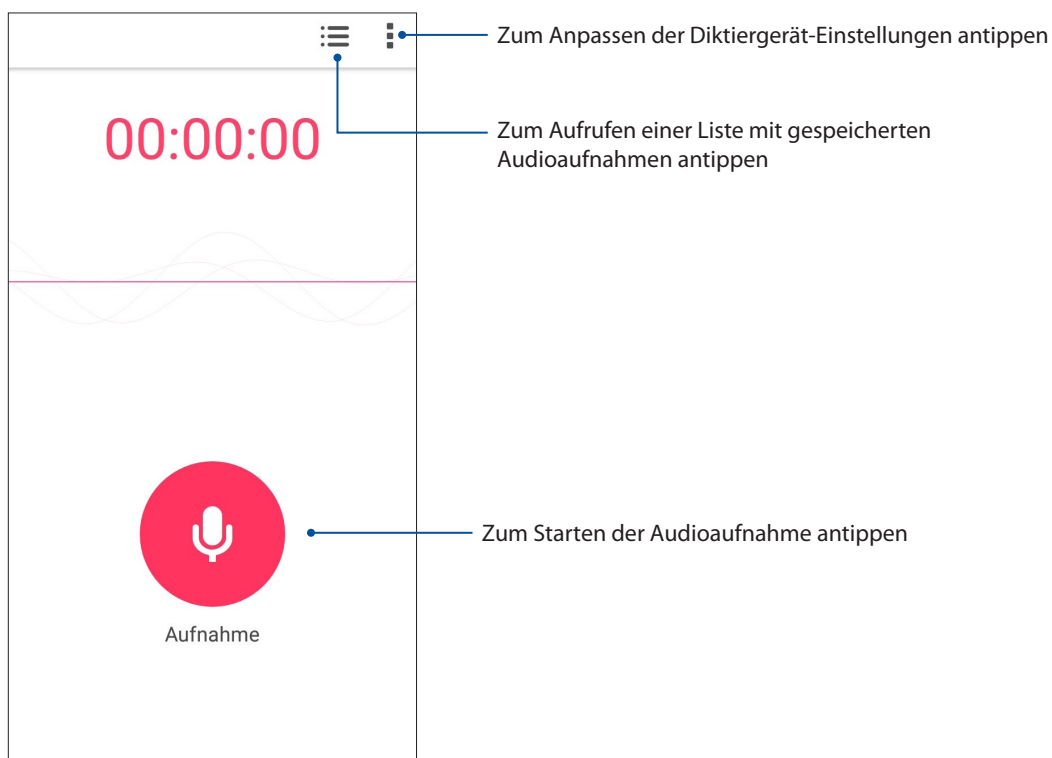 Zum Anpassen der Diktiergerät-Einstellungen antippen
00:00:00
Zum Aufrufen einer Liste mit gespeicherten
Audioaufnahmen antippen
Zum Starten der Audioaufnahme antippen
Aufnahme